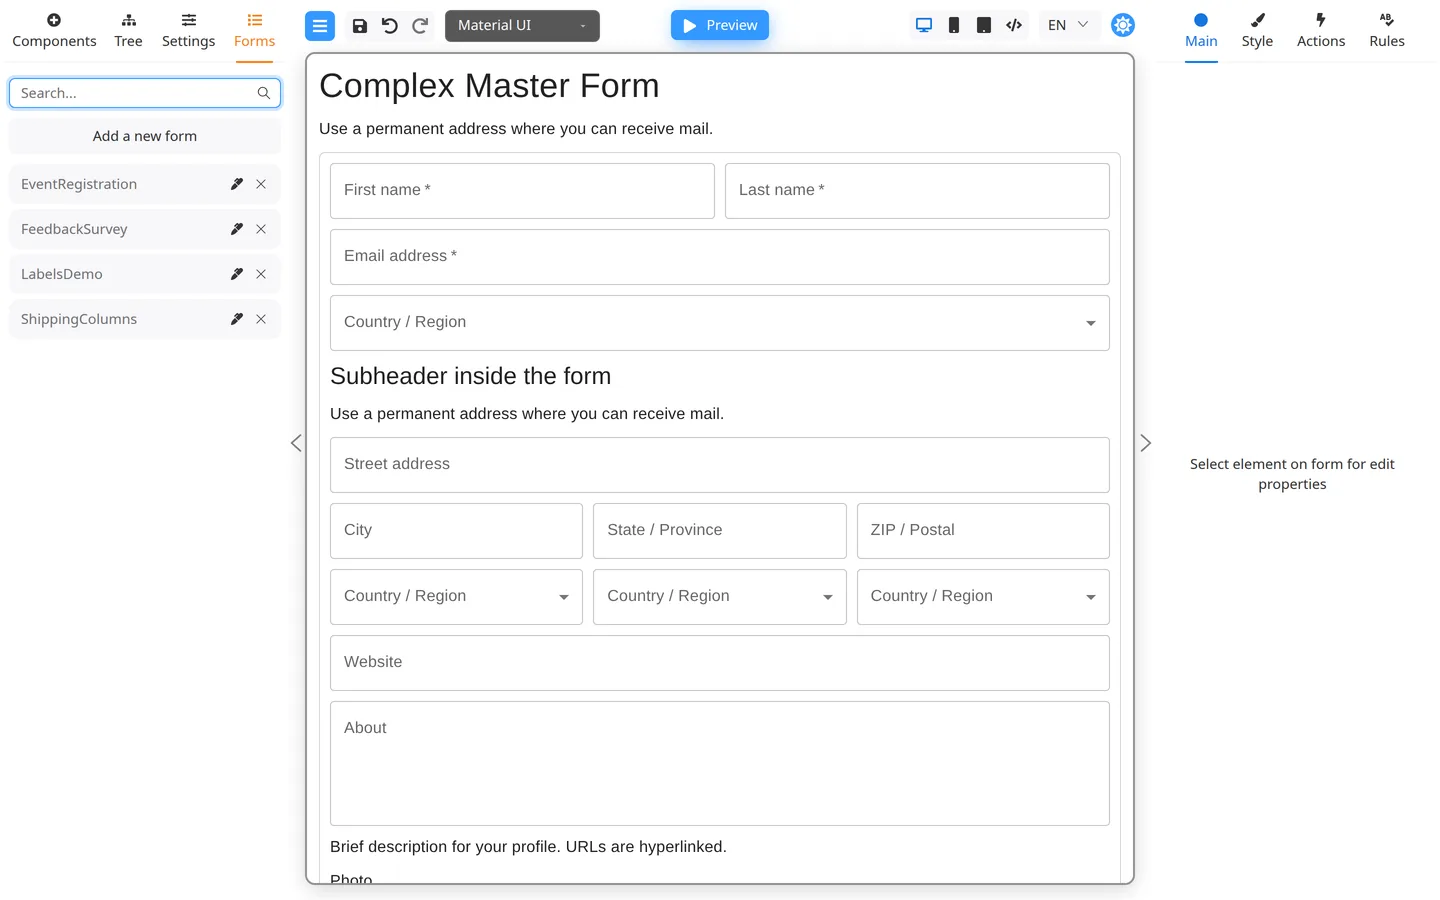 Components
Tree
Settings
Forms
Material UI
Preview
EN
Main
Style
Actions
Rules
Search...
Add a new form
EventRegistration
FeedbackSurvey
LabelsDemo
ShippingColumns
Complex Master Form
Use a permanent address where you can receive mail.
First name *
Last name *
Email address *
Country / Region
Subheader inside the form
Use a permanent address where you can receive mail.
Street address
City
State / Province
ZIP / Postal
Country / Region
Country / Region
Country / Region
Website
About
Brief description for your profile. URLs are hyperlinked.
Photo
Select element on form for edit
properties